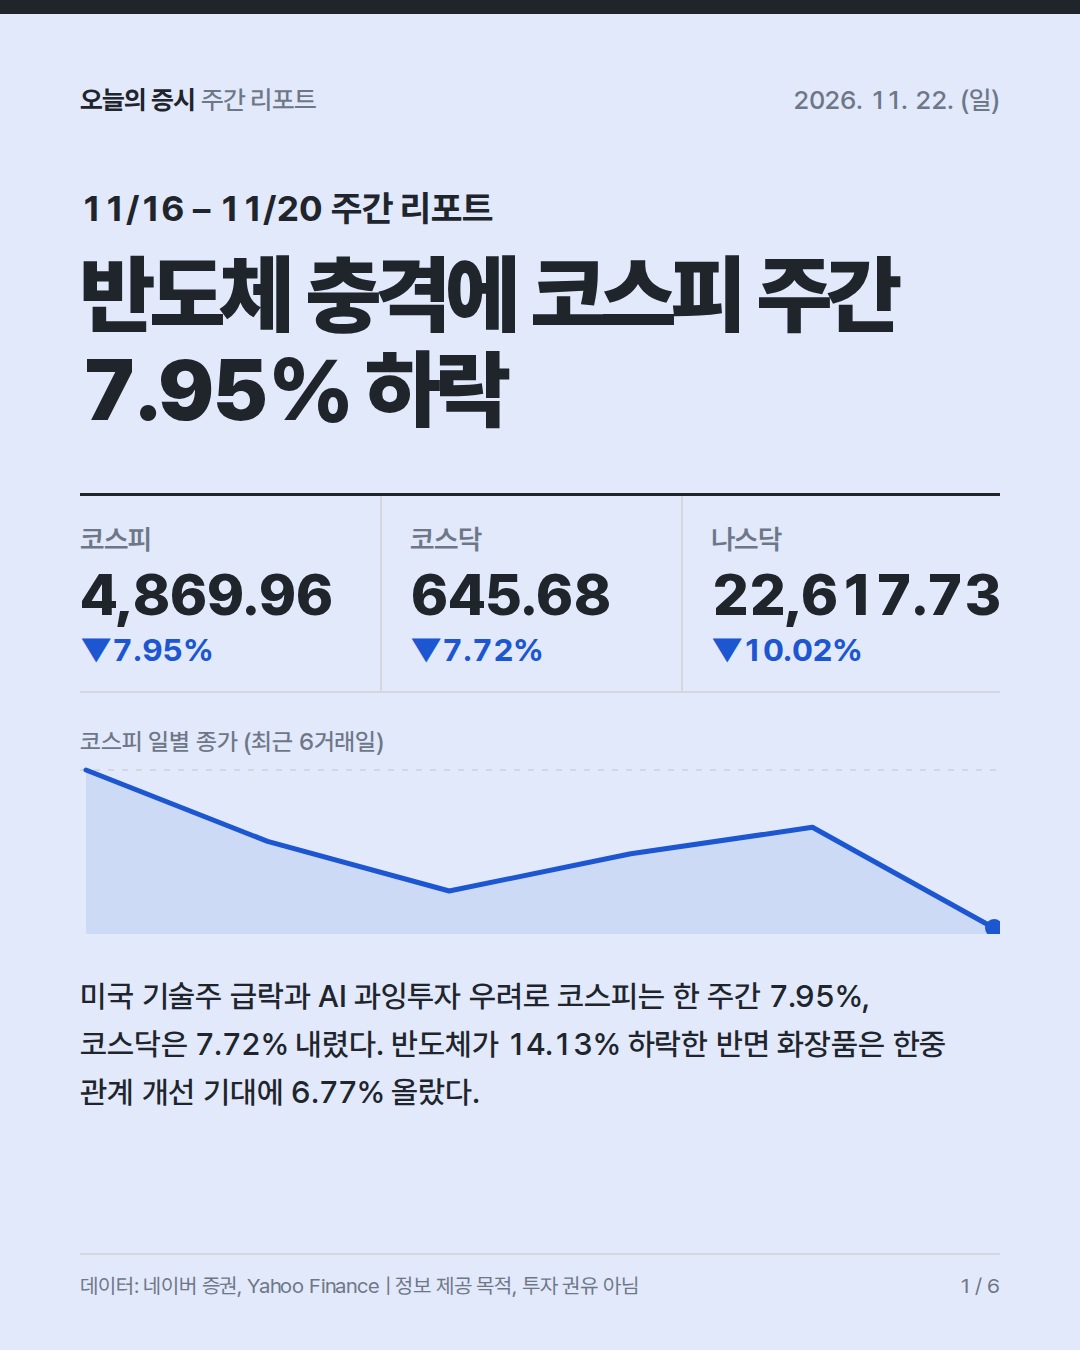 오늘의 증시 주간 리포트
2026. 11. 22. (일)
11/16 – 11/20 주간 리포트
반도체 충격에 코스피 주간
7.95% 하락
코스피
4,869.96
▼7.95%
코스닥
645.68
▼7.72%
나스닥
22,617.73
▼10.02%
코스피 일별 종가 (최근 6거래일)
미국 기술주 급락과 AI 과잉투자 우려로 코스피는 한 주간 7.95%,
코스닥은 7.72% 내렸다. 반도체가 14.13% 하락한 반면 화장품은 한중
관계 개선 기대에 6.77% 올랐다.
데이터: 네이버 증권, Yahoo Finance | 정보 제공 목적, 투자 권유 아님
1 / 6